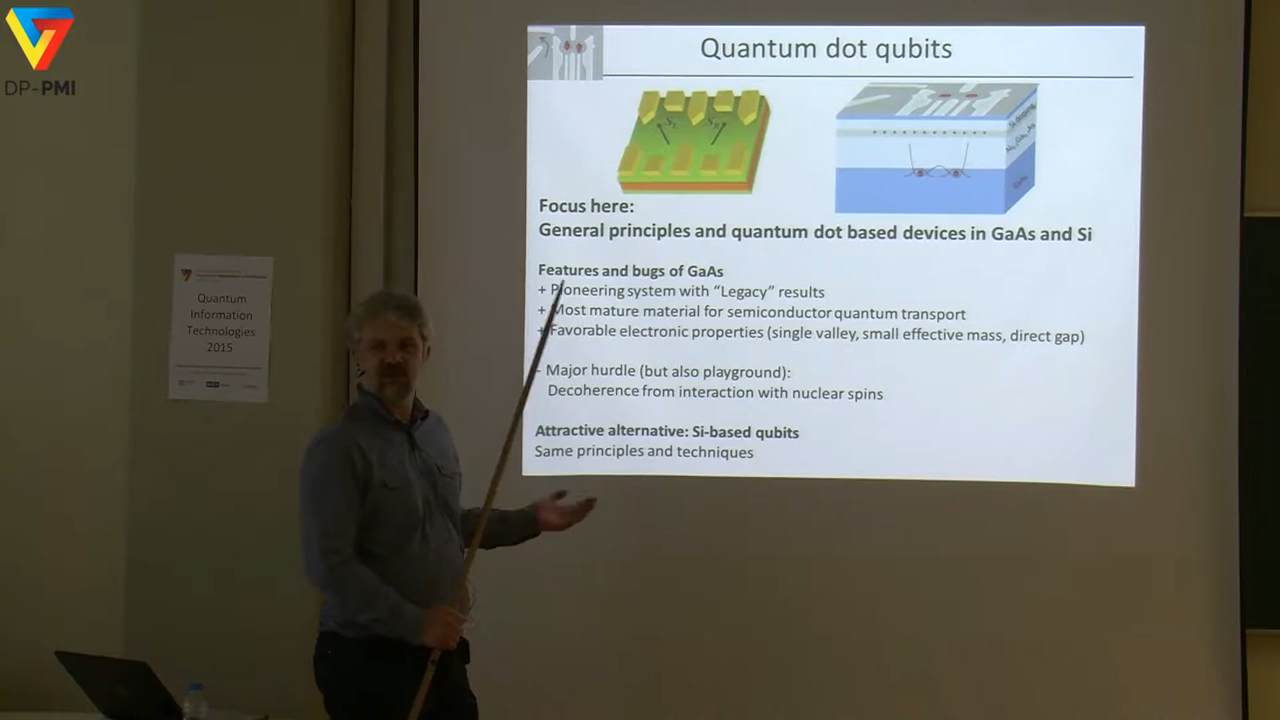 DP-PMI
Quantum dot qubits
Focus here:
General principles and quantum dot based devices in GaAs and Si
Features and bugs of GaAs
+ Pioneering system with “Legacy” results
+ Most mature material for semiconductor quantum transport
+ Favorable electronic properties (single valley, small effective mass, direct gap)
- Major hurdle (but also playground):
Decoherence from interaction with nuclear spins
Attractive alternative: Si-based qubits
Same principles and techniques
Quantum
Information
Technologies
2015